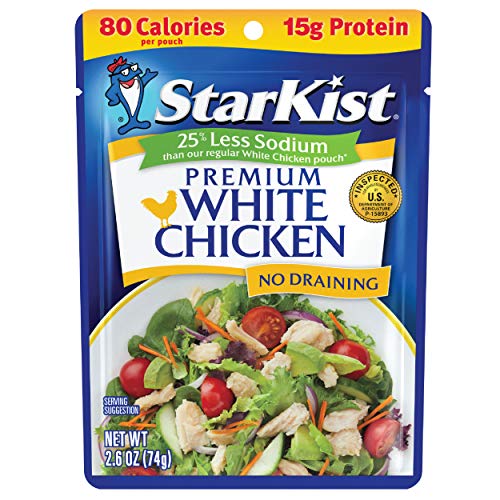 80 Calories
per pouch
15g Protein
StarKist®
25% Less Sodium
than our regular White Chicken pouch*
PREMIUM
WHITE
CHICKEN
INSPECTED
U.S.
DEPARTMENT OF
AGRICULTURE
P-15893
NO DRAINING
SERVING
SUGGESTION
NET WT
2.6 OZ (74g)